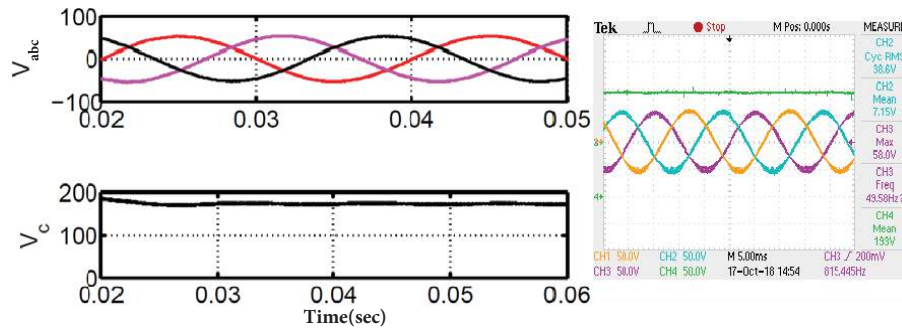 V_abc
100
0
−100
0.02 0.03 0.04 0.05
V_c
200
100
0
0.02 0.03 0.04 0.05 0.06
Time(sec)
Tek Stop M Pos: 0.000s MEASURE
CH2
Cyc RMS
38.6V
CH2
Mean
7.15V
CH3
Max
58.0V
CH3
Freq
49.58Hz?
CH4
Mean
193V
4
CH1 50.0V CH2 50.0V M 5.00ms CH3 200mV
CH3 50.0V CH4 50.0V 17-Oct-18 14:54 815.445Hz